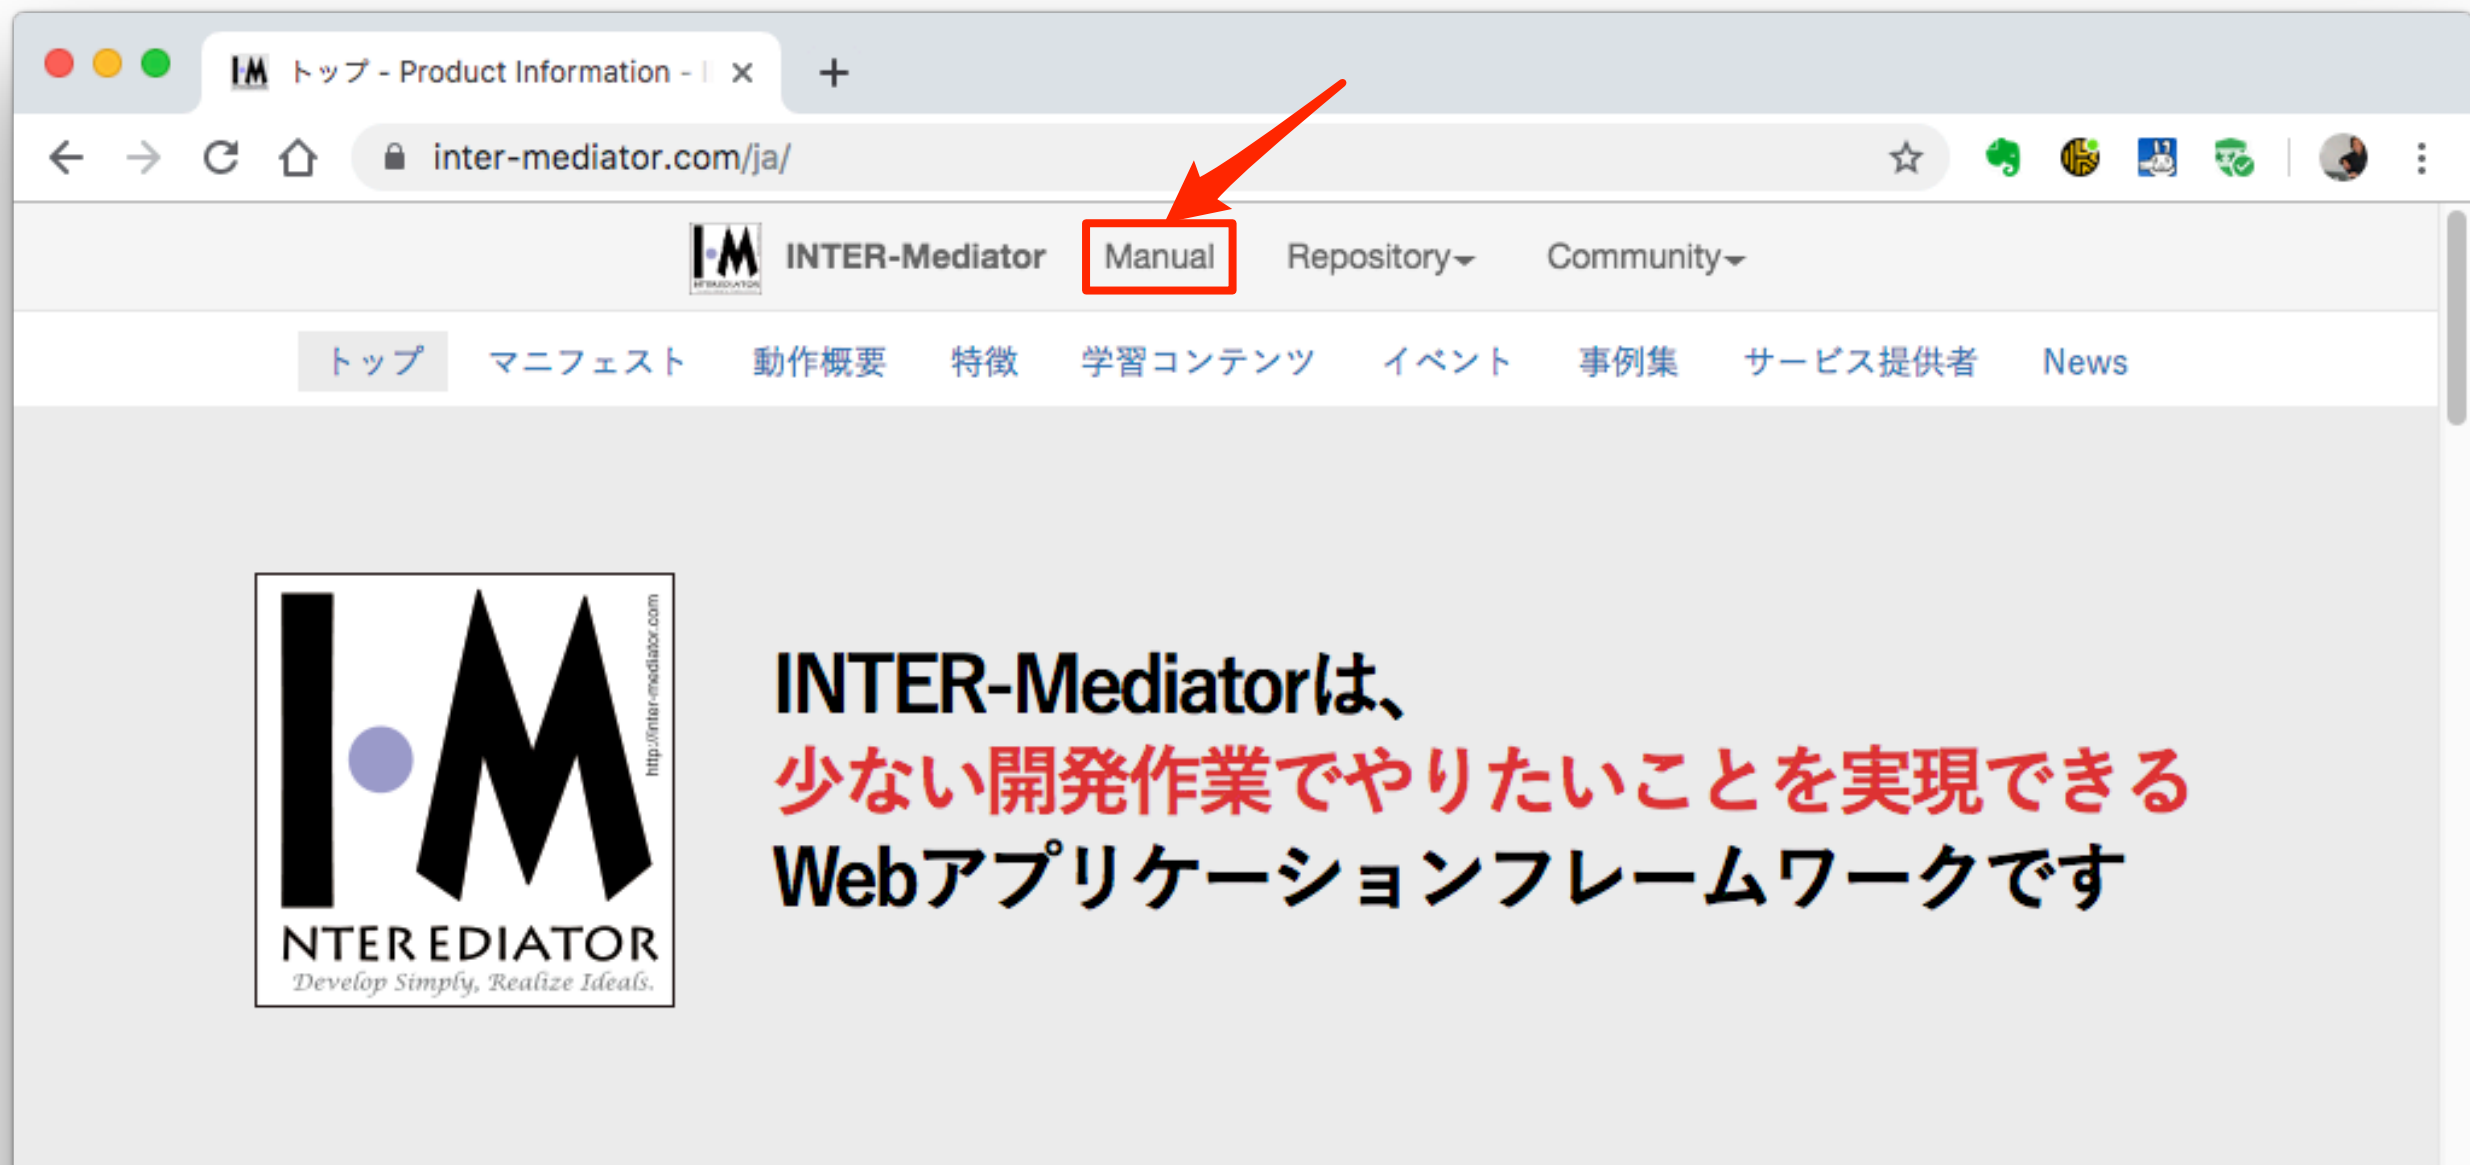 トップ - Product Information -
inter-mediator.com/ja/
INTER-Mediator Manual Repository Community
トップ マニフェスト 動作概要 特徴 学習コンテンツ イベント 事例集 サービス提供者 News
http://inter-mediator.com
NTER EDIATOR
Develop Simply, Realize Ideals.
INTER-Mediatorは、
少ない開発作業でやりたいことを実現できる
Webアプリケーションフレームワークです